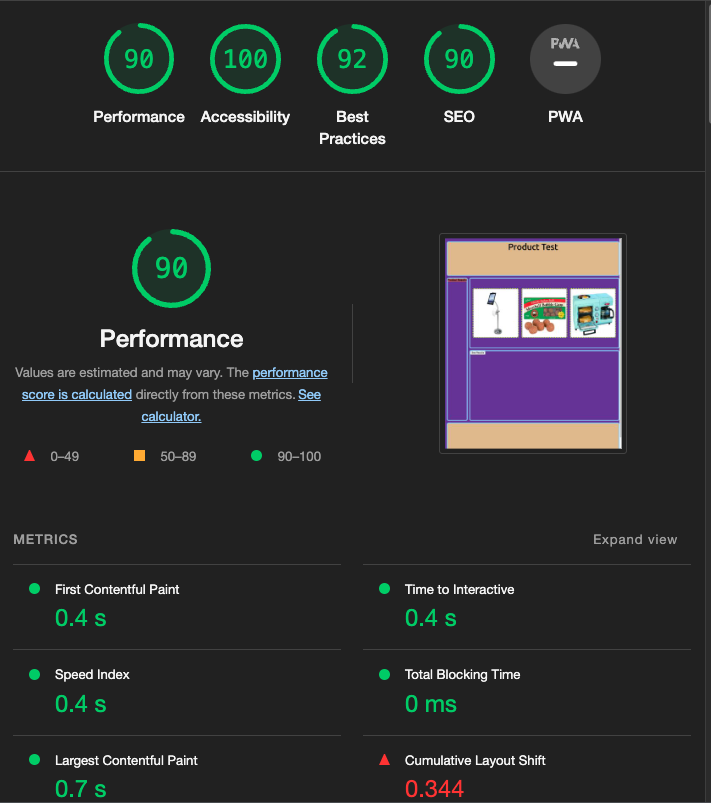 90
100
92
90
PWA
Performance
Accessibility
Best
Practices
SEO
PWA
90
Performance
Values are estimated and may vary. The performance
score is calculated directly from these metrics. See
calculator.
0–49
50–89
90–100
Product Test
METRICS
Expand view
First Contentful Paint
0.4 s
Time to Interactive
0.4 s
Speed Index
0.4 s
Total Blocking Time
0 ms
Largest Contentful Paint
0.7 s
Cumulative Layout Shift
0.344